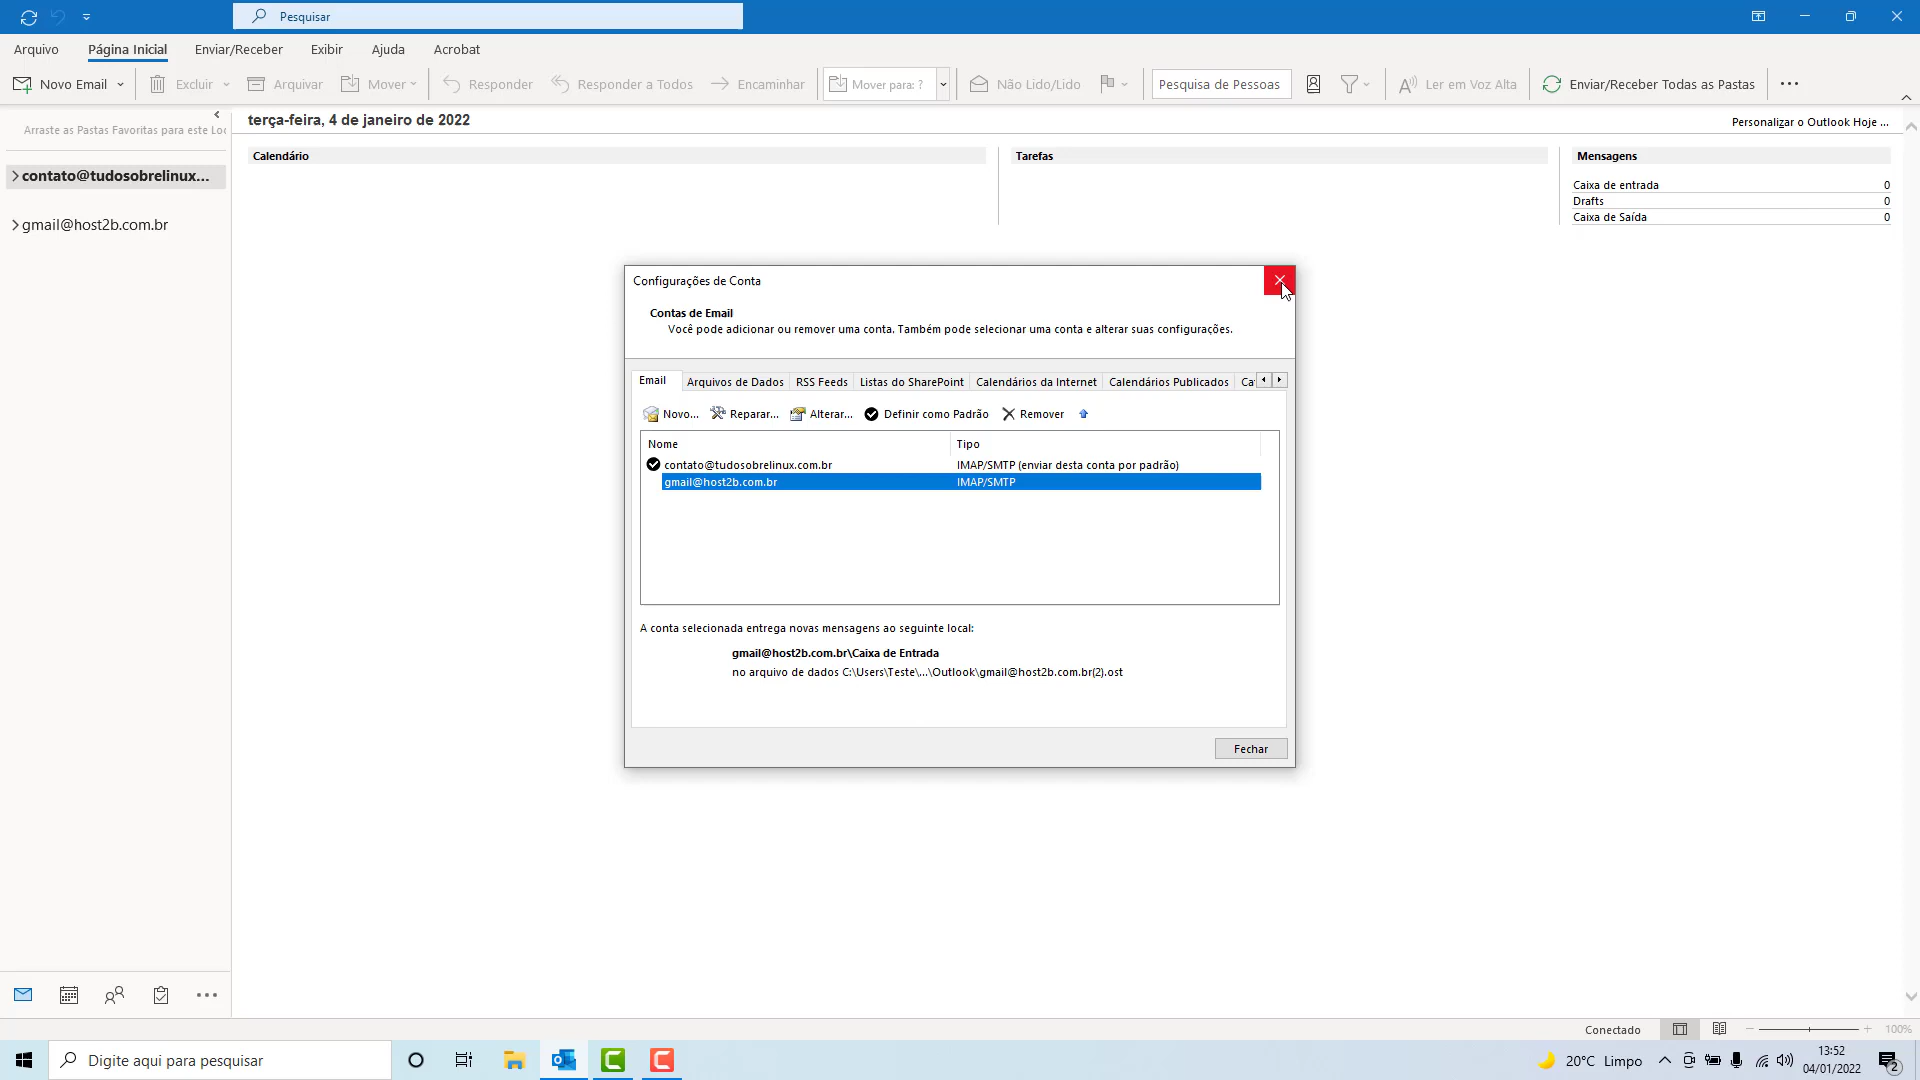 Pesquisar
Arquivo Página Inicial Enviar/Receber Exibir Ajuda Acrobat
Novo Email Excluir Arquivar Mover Responder Responder a Todos Encaminhar Mover para: ? Não Lido/Lido Pesquisa de Pessoas Ler em Voz Alta Enviar/Receber Todas as Pastas
Arraste as Pastas Favoritas para este Loc
terça-feira, 4 de janeiro de 2022
Personalizar o Outlook Hoje ...
Calendário Tarefas Mensagens
contato@tudosobrelinux...
Caixa de entrada 0
Drafts 0
Caixa de Saída 0
gmail@host2b.com.br
Configurações de Conta
Contas de Email
Você pode adicionar ou remover uma conta. Também pode selecionar uma conta e alterar suas configurações.
Email Arquivos de Dados RSS Feeds Listas do SharePoint Calendários da Internet Calendários Publicados Ca
Novo... Reparar... Alterar... Definir como Padrão Remover
Nome Tipo
contato@tudosobrelinux.com.br IMAP/SMTP (enviar desta conta por padrão)
gmail@host2b.com.br IMAP/SMTP
A conta selecionada entrega novas mensagens ao seguinte local:
gmail@host2b.com.br\Caixa de Entrada
no arquivo de dados C:\Users\Teste\...\Outlook\gmail@host2b.com.br(2).ost
Fechar
Conectado 100%
Digite aqui para pesquisar
20°C Limpo
13:52
04/01/2022
2